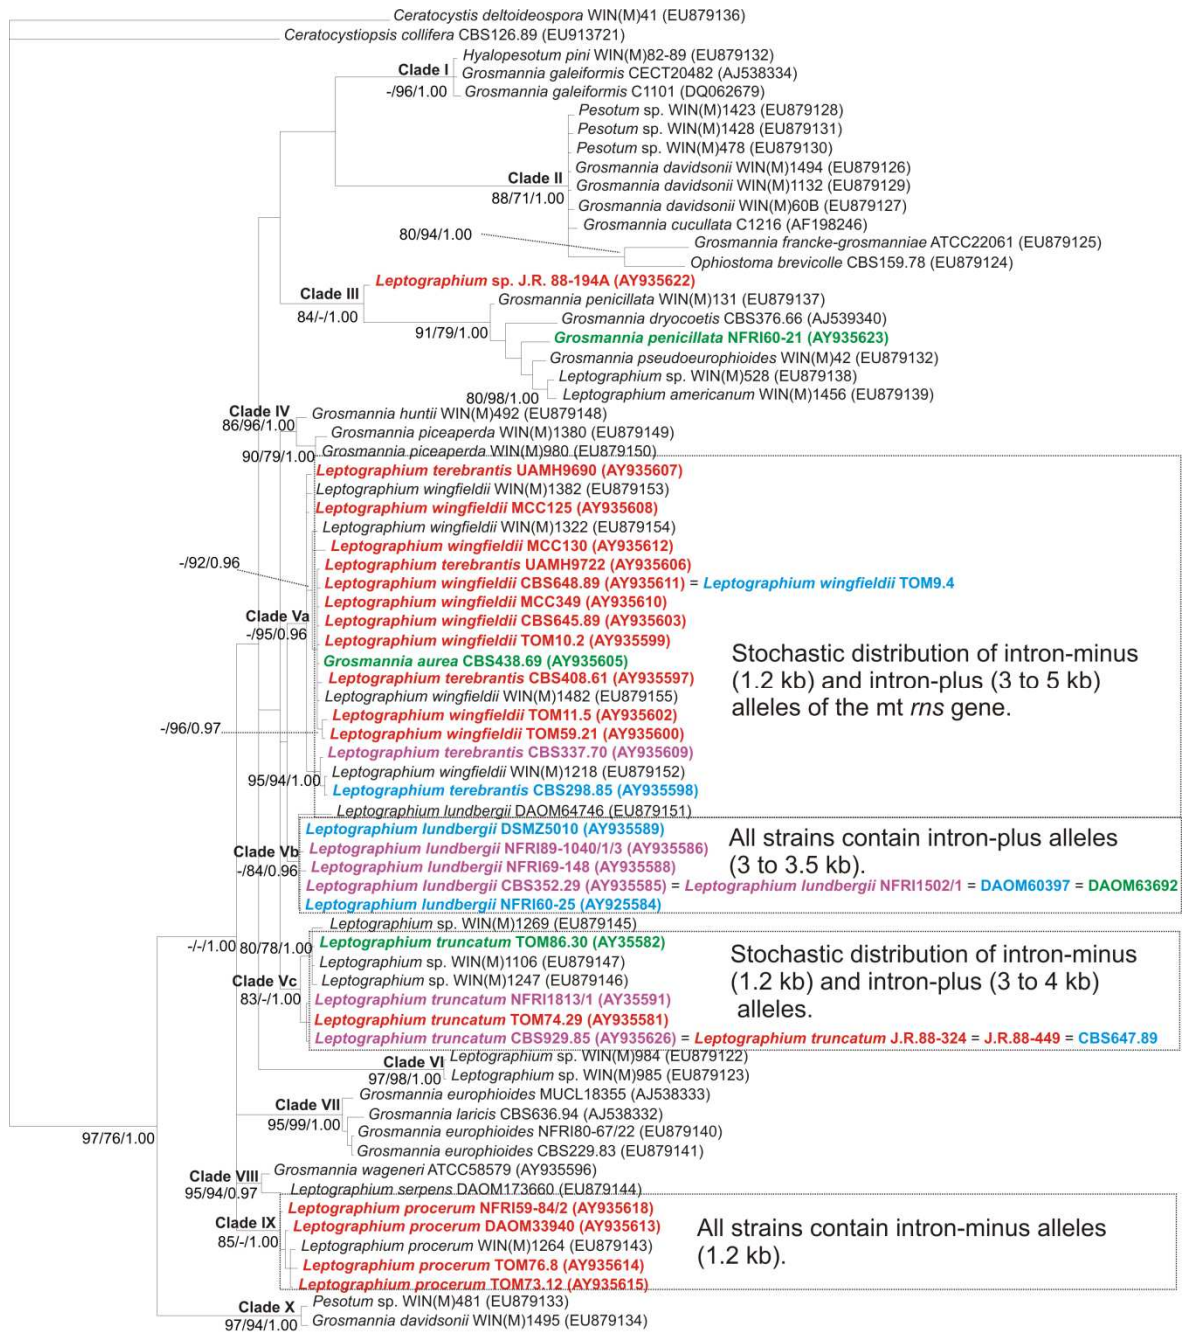 Ceratocystis deltoideospora WIN(M)41 (EU879136)
Ceratocystiopsis collifera CBS126.89 (EU913721)
Hyalopesotum pini WIN(M)82-89 (EU879132)
Clade I
Grosmannia galeiformis CECT20482 (AJ538334)
-/96/1.00
Grosmannia galeiformis C1101 (DQ062679)
Pesotum sp. WIN(M)1423 (EU879128)
Pesotum sp. WIN(M)1428 (EU879131)
Pesotum sp. WIN(M)478 (EU879130)
Grosmannia davidsonii WIN(M)1494 (EU879126)
Clade II
Grosmannia davidsonii WIN(M)1132 (EU879129)
88/71/1.00
Grosmannia davidsonii WIN(M)60B (EU879127)
Grosmannia cucullata C1216 (AF198246)
80/94/1.00
Grosmannia francke-grosmanniae ATCC22061 (EU879125)
Ophiostoma brevicolle CBS159.78 (EU879124)
Leptographium sp. J.R. 88-194A (AY935622)
Clade III
84/-/1.00
Grosmannia penicillata WIN(M)131 (EU879137)
Grosmannia dryocoetis CBS376.66 (AJ539340)
91/79/1.00
Grosmannia penicillata NFRI60-21 (AY935623)
Grosmannia pseudoeurophioides WIN(M)42 (EU879132)
Leptographium sp. WIN(M)528 (EU879138)
80/98/1.00
Leptographium americanum WIN(M)1456 (EU879139)
Clade IV
86/96/1.00
Grosmannia huntii WIN(M)492 (EU879148)
Grosmannia piceaperda WIN(M)1380 (EU879149)
90/79/1.00
Grosmannia piceaperda WIN(M)980 (EU879150)
Leptographium terebrantis UAMH9690 (AY935607)
Leptographium wingfieldii WIN(M)1382 (EU879153)
Leptographium wingfieldii MCC125 (AY935608)
Leptographium wingfieldii WIN(M)1322 (EU879154)
Leptographium wingfieldii MCC130 (AY935612)
-/92/0.96
Leptographium terebrantis UAMH9722 (AY935606)
Leptographium wingfieldii CBS648.89 (AY935611) = Leptographium wingfieldii TOM9.4
Leptographium wingfieldii MCC349 (AY935610)
Clade Va
-/95/0.96
Leptographium wingfieldii CBS645.89 (AY935603)
Leptographium wingfieldii TOM10.2 (AY935599)
Grosmannia aurea CBS438.69 (AY935605)
Leptographium terebrantis CBS408.61 (AY935597)
Leptographium wingfieldii WIN(M)1482 (EU879155)
Stochastic distribution of intron-minus
(1.2 kb) and intron-plus (3 to 5 kb)
alleles of the mt rns gene.
Leptographium wingfieldii TOM11.5 (AY935602)
-/96/0.97
Leptographium wingfieldii TOM59.21 (AY935600)
Leptographium terebrantis CBS337.70 (AY935609)
Leptographium wingfieldii WIN(M)1218 (EU879152)
95/94/1.00
Leptographium terebrantis CBS298.85 (AY935598)
Leptographium lundbergii DAOM64746 (EU879151)
Leptographium lundbergii DSMZ5010 (AY935589)
Clade Vb
-/84/0.96
Leptographium lundbergii NFRI89-1040/1/3 (AY935586)
Leptographium lundbergii NFRI69-148 (AY935588)
All strains contain intron-plus alleles
(3 to 3.5 kb).
Leptographium lundbergii CBS352.29 (AY935585) = Leptographium lundbergii NFRI1502/1 = DAOM60397 = DAOM63692
Leptographium lundbergii NFRI60-25 (AY925584)
Leptographium sp. WIN(M)1269 (EU879145)
-/-/1.00
80/78/1.00
Leptographium truncatum TOM86.30 (AY35582)
Leptographium sp. WIN(M)1106 (EU879147)
Clade Vc
83/-/1.00
Leptographium sp. WIN(M)1247 (EU879146)
Leptographium truncatum NFRI1813/1 (AY35591)
Stochastic distribution of intron-minus
(1.2 kb) and intron-plus (3 to 4 kb)
alleles.
Leptographium truncatum TOM74.29 (AY935581)
Leptographium truncatum CBS929.85 (AY935626) = Leptographium truncatum J.R.88-324 = J.R.88-449 = CBS647.89
Clade VI
97/98/1.00
Leptographium sp. WIN(M)984 (EU879122)
Leptographium sp. WIN(M)985 (EU879123)
Grosmannia europhioides MUCL18355 (AJ538333)
Clade VII
95/99/1.00
Grosmannia laricis CBS636.94 (AJ538332)
Grosmannia europhioides NFRI80-67/22 (EU879140)
97/76/1.00
Grosmannia europhioides CBS229.83 (EU879141)
Clade VIII
95/94/0.97
Grosmannia wageneri ATCC58579 (AY935596)
Leptographium serpens DAOM173660 (EU879144)
Leptographium procerum NFRI59-84/2 (AY935618)
Clade IX
85/-/1.00
Leptographium procerum DAOM33940 (AY935613)
Leptographium procerum WIN(M)1264 (EU879143)
All strains contain intron-minus alleles
(1.2 kb).
Leptographium procerum TOM76.8 (AY935614)
Leptographium procerum TOM73.12 (AY935615)
Clade X
97/94/1.00
Pesotum sp. WIN(M)481 (EU879133)
Grosmannia davidsonii WIN(M)1495 (EU879134)